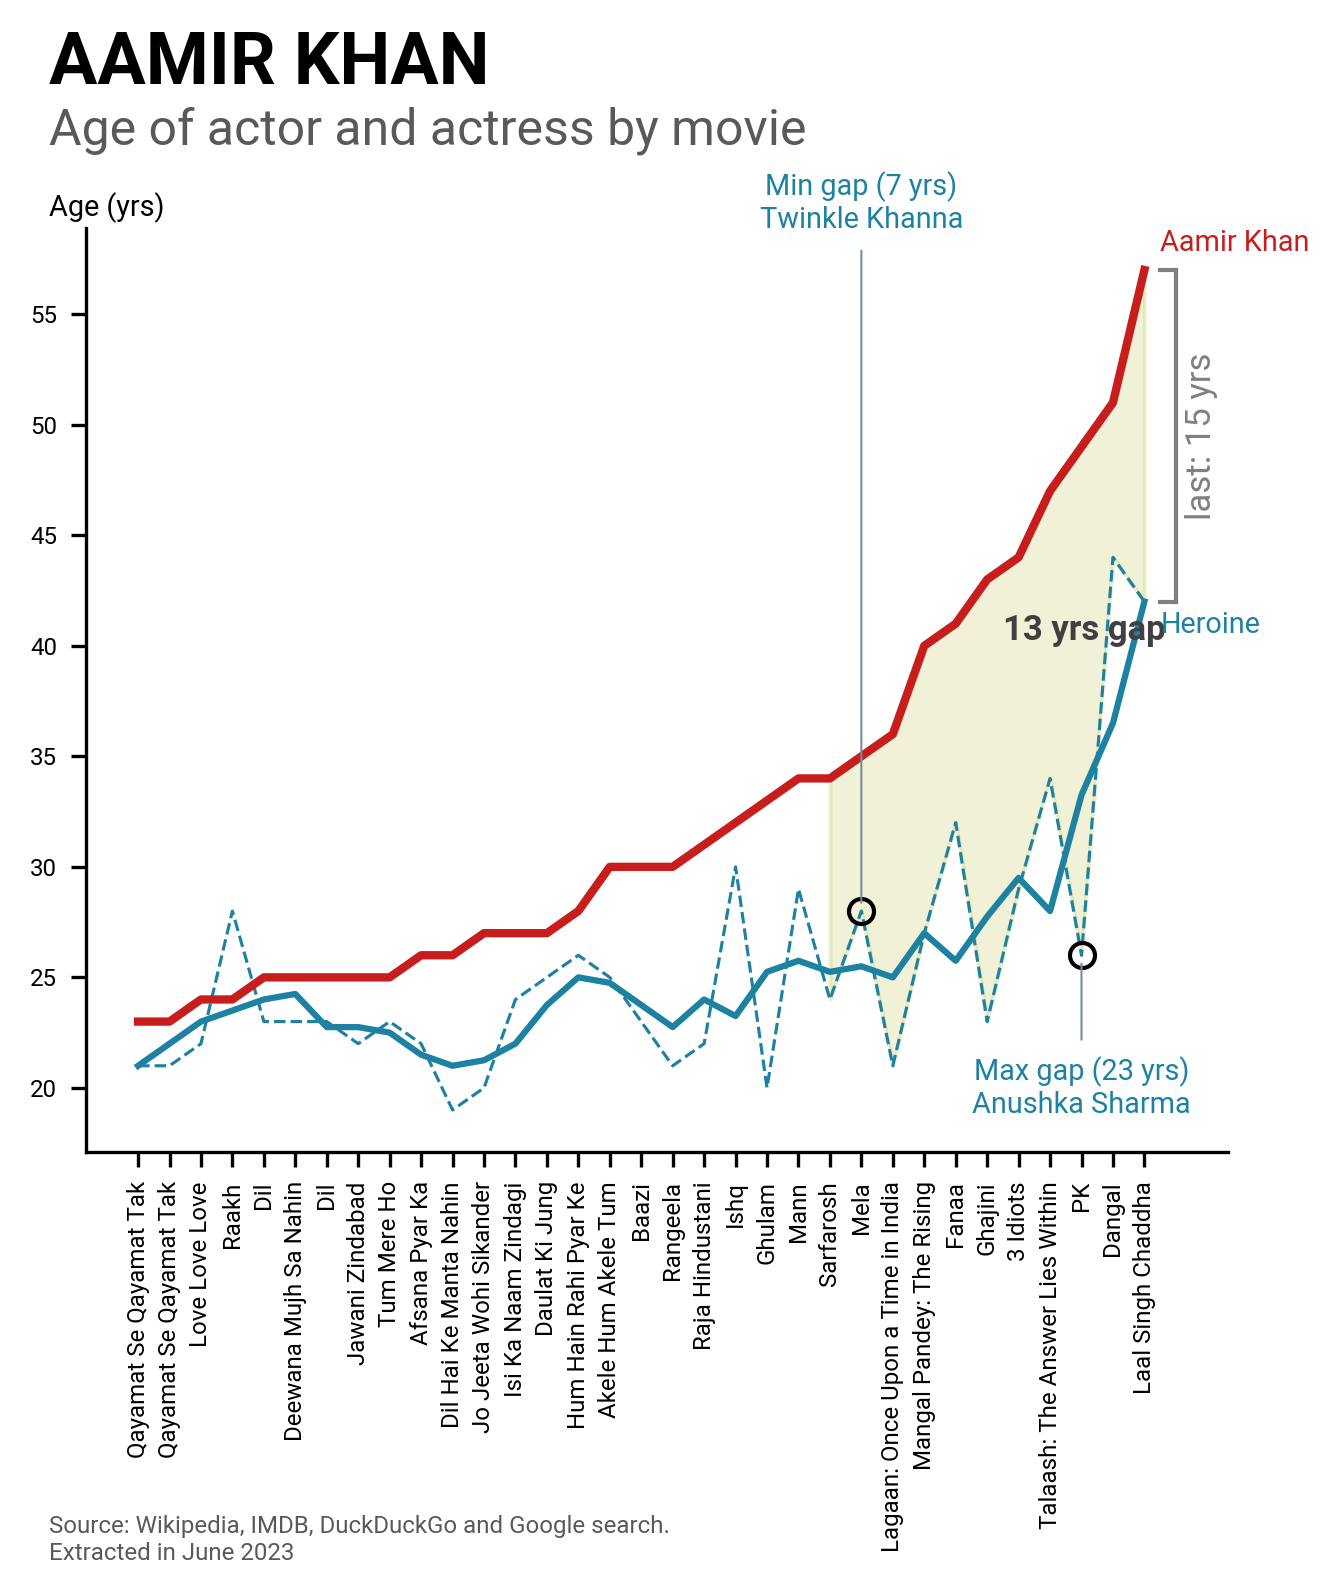 AAMIR KHAN
Age of actor and actress by movie
Min gap (7 yrs)
Twinkle Khanna
Age (yrs)
Aamir Khan
55
50
45
40
35
30
25
20
last: 15 yrs
13 yrs gap
Heroine
Max gap (23 yrs)
Anushka Sharma
Qayamat Se Qayamat Tak
Qayamat Se Qayamat Tak
Love Love Love
Raakh
Dil
Deewana Mujh Sa Nahin
Dil
Jawani Zindabad
Tum Mere Ho
Afsana Pyar Ka
Dil Hai Ke Manta Nahin
Jo Jeeta Wohi Sikander
Isi Ka Naam Zindagi
Daulat Ki Jung
Hum Hain Rahi Pyar Ke
Akele Hum Akele Tum
Baazi
Rangeela
Raja Hindustani
Ishq
Ghulam
Mann
Sarfarosh
Mela
Lagaan: Once Upon a Time in India
Mangal Pandey: The Rising
Fanaa
Ghajini
3 Idiots
Talaash: The Answer Lies Within
PK
Dangal
Laal Singh Chaddha
Source: Wikipedia, IMDB, DuckDuckGo and Google search.
Extracted in June 2023